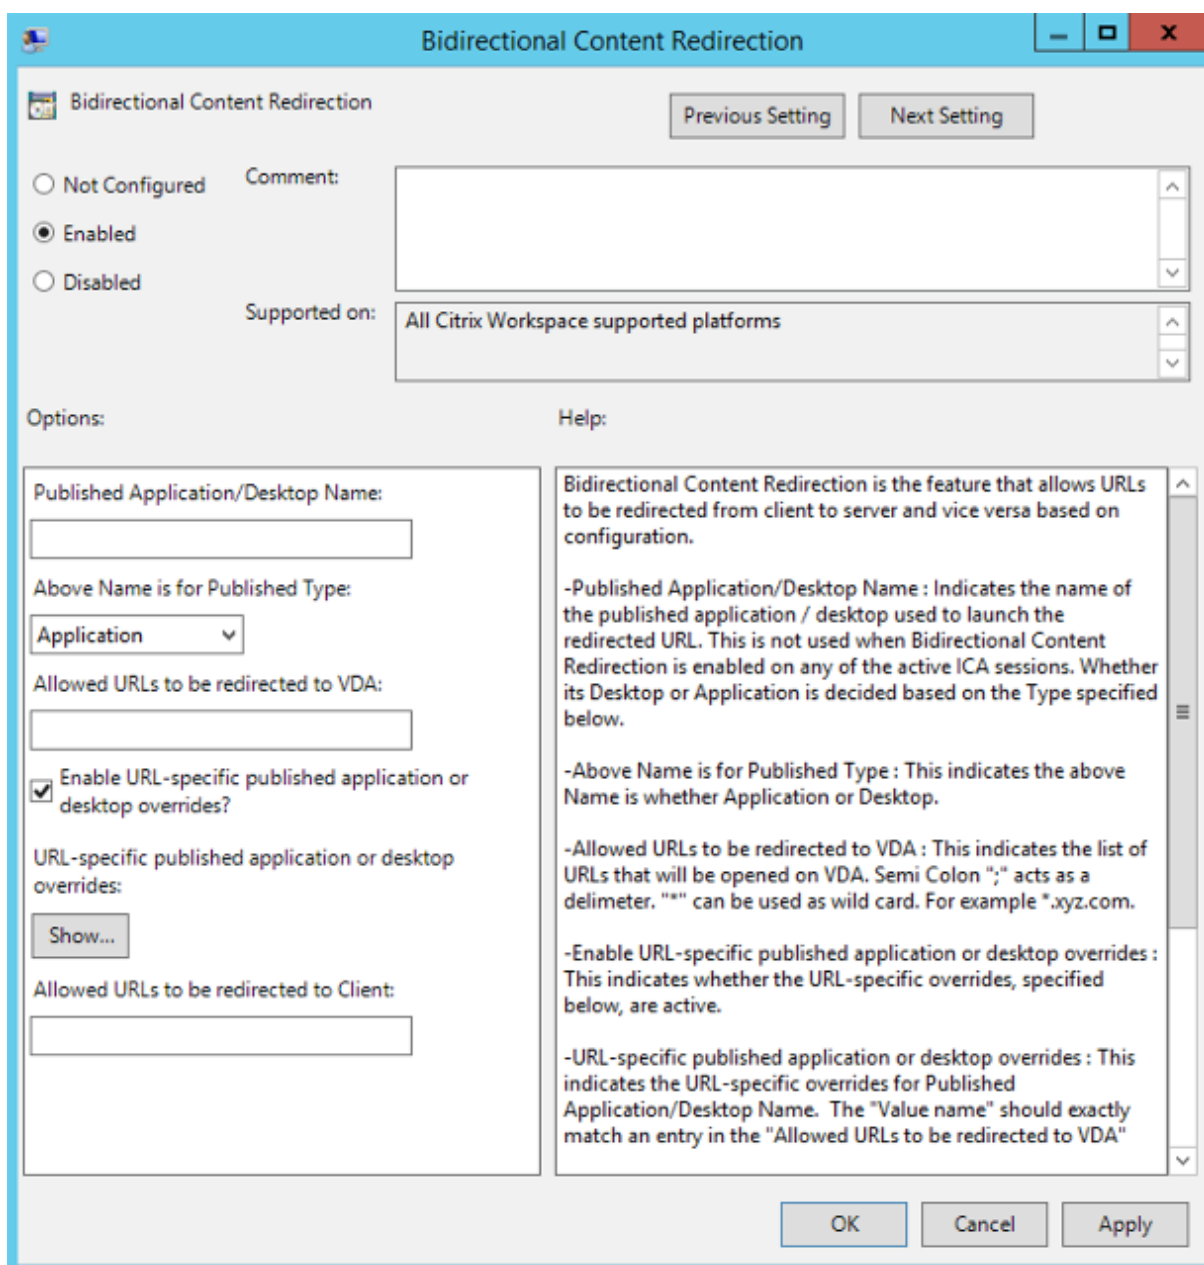 Bidirectional Content Redirection
Bidirectional Content Redirection
Previous Setting
Next Setting
Not Configured
Comment:
Enabled
Disabled
Supported on:
All Citrix Workspace supported platforms
Options:
Help:
Published Application/Desktop Name:
Above Name is for Published Type:
Application
Allowed URLs to be redirected to VDA:
Enable URL-specific published application or
desktop overrides?
URL-specific published application or desktop
overrides:
Show...
Allowed URLs to be redirected to Client:
Bidirectional Content Redirection is the feature that allows URLs
to be redirected from client to server and vice versa based on
configuration.
-Published Application/Desktop Name : Indicates the name of
the published application / desktop used to launch the
redirected URL. This is not used when Bidirectional Content
Redirection is enabled on any of the active ICA sessions. Whether
its Desktop or Application is decided based on the Type specified
below.
-Above Name is for Published Type : This indicates the above
Name is whether Application or Desktop.
-Allowed URLs to be redirected to VDA : This indicates the list of
URLs that will be opened on VDA. Semi Colon ";" acts as a
delimeter. "*" can be used as wild card. For example *.xyz.com.
-Enable URL-specific published application or desktop overrides :
This indicates whether the URL-specific overrides, specified
below, are active.
-URL-specific published application or desktop overrides : This
indicates the URL-specific overrides for Published
Application/Desktop Name.  The "Value name" should exactly
match an entry in the "Allowed URLs to be redirected to VDA"
OK
Cancel
Apply